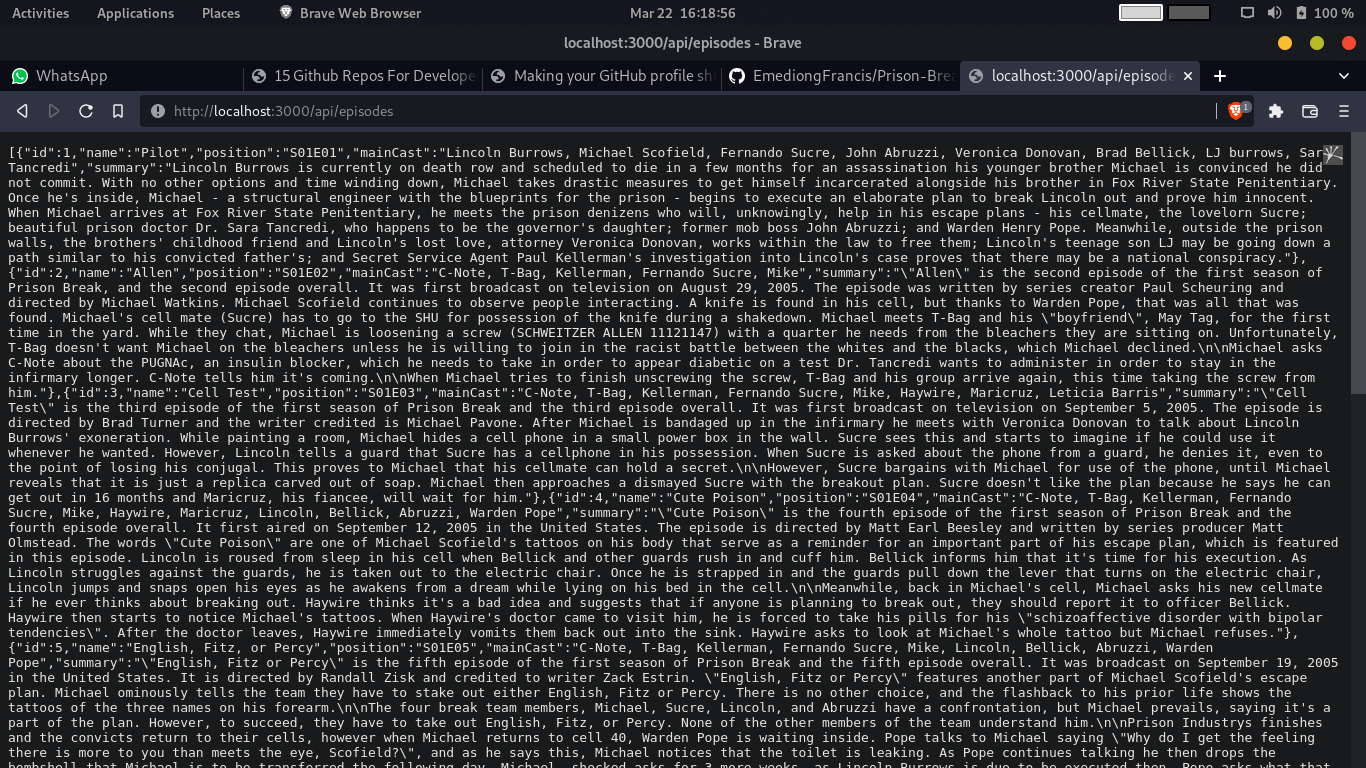 Activities Applications Places Brave Web Browser Mar 22 16:18:56 100 %
localhost:3000/api/episodes - Brave
WhatsApp 15 Github Repos For Develope Making your GitHub profile sh EmediongFrancis/Prison-Brea localhost:3000/api/episode
http://localhost:3000/api/episodes 1
[{"id":1,"name":"Pilot","position":"S01E01","mainCast":"Lincoln Burrows, Michael Scofield, Fernando Sucre, John Abruzzi, Veronica Donovan, Brad Bellick, LJ burrows, Sara
Tancredi","summary":"Lincoln Burrows is currently on death row and scheduled to die in a few months for an assassination his younger brother Michael is convinced he did
not commit. With no other options and time winding down, Michael takes drastic measures to get himself incarcerated alongside his brother in Fox River State Penitentiary.
Once he's inside, Michael - a structural engineer with the blueprints for the prison - begins to execute an elaborate plan to break Lincoln out and prove him innocent.
When Michael arrives at Fox River State Penitentiary, he meets the prison denizens who will, unknowingly, help in his escape plans - his cellmate, the lovelorn Sucre;
beautiful prison doctor Dr. Sara Tancredi, who happens to be the governor's daughter; former mob boss John Abruzzi; and Warden Henry Pope. Meanwhile, outside the prison
walls, the brothers' childhood friend and Lincoln's lost love, attorney Veronica Donovan, works within the law to free them; Lincoln's teenage son LJ may be going down a
path similar to his convicted father's; and Secret Service Agent Paul Kellerman's investigation into Lincoln's case proves that there may be a national conspiracy."},
{"id":2,"name":"Allen","position":"S01E02","mainCast":"C-Note, T-Bag, Kellerman, Fernando Sucre, Mike","summary":"\"Allen\" is the second episode of the first season of
Prison Break, and the second episode overall. It was first broadcast on television on August 29, 2005. The episode was written by series creator Paul Scheuring and
directed by Michael Watkins. Michael Scofield continues to observe people interacting. A knife is found in his cell, but thanks to Warden Pope, that was all that was
found. Michael's cell mate (Sucre) has to go to the SHU for possession of the knife during a shakedown. Michael meets T-Bag and his \"boyfriend\", May Tag, for the first
time in the yard. While they chat, Michael is loosening a screw (SCHWEITZER ALLEN 11121147) with a quarter he needs from the bleachers they are sitting on. Unfortunately,
T-Bag doesn't want Michael on the bleachers unless he is willing to join in the racist battle between the whites and the blacks, which Michael declined.\n\nMichael asks
C-Note about the PUGNAc, an insulin blocker, which he needs to take in order to appear diabetic on a test Dr. Tancredi wants to administer in order to stay in the
infirmary longer. C-Note tells him it's coming.\n\nWhen Michael tries to finish unscrewing the screw, T-Bag and his group arrive again, this time taking the screw from
him."},{"id":3,"name":"Cell Test","position":"S01E03","mainCast":"C-Note, T-Bag, Kellerman, Fernando Sucre, Mike, Haywire, Maricruz, Leticia Barris","summary":"\"Cell
Test\" is the third episode of the first season of Prison Break and the third episode overall. It was first broadcast on television on September 5, 2005. The episode is
directed by Brad Turner and the writer credited is Michael Pavone. After Michael is bandaged up in the infirmary he meets with Veronica Donovan to talk about Lincoln
Burrows' exoneration. While painting a room, Michael hides a cell phone in a small power box in the wall. Sucre sees this and starts to imagine if he could use it
whenever he wanted. However, Lincoln tells a guard that Sucre has a cellphone in his possession. When Sucre is asked about the phone from a guard, he denies it, even to
the point of losing his conjugal. This proves to Michael that his cellmate can hold a secret.\n\nHowever, Sucre bargains with Michael for use of the phone, until Michael
reveals that it is just a replica carved out of soap. Michael then approaches a dismayed Sucre with the breakout plan. Sucre doesn't like the plan because he says he can
get out in 16 months and Maricruz, his fiancee, will wait for him."},{"id":4,"name":"Cute Poison","position":"S01E04","mainCast":"C-Note, T-Bag, Kellerman, Fernando
Sucre, Mike, Haywire, Maricruz, Lincoln, Bellick, Abruzzi, Warden Pope","summary":"\"Cute Poison\" is the fourth episode of the first season of Prison Break and the
fourth episode overall. It first aired on September 12, 2005 in the United States. The episode is directed by Matt Earl Beesley and written by series producer Matt
Olmstead. The words \"Cute Poison\" are one of Michael Scofield's tattoos on his body that serve as a reminder for an important part of his escape plan, which is featured
in this episode. Lincoln is roused from sleep in his cell when Bellick and other guards rush in and cuff him. Bellick informs him that it's time for his execution. As
Lincoln struggles against the guards, he is taken out to the electric chair. Once he is strapped in and the guards pull down the lever that turns on the electric chair,
Lincoln jumps and snaps open his eyes as he awakens from a dream while lying on his bed in the cell.\n\nMeanwhile, back in Michael's cell, Michael asks his new cellmate
if he ever thinks about breaking out. Haywire thinks it's a bad idea and suggests that if anyone is planning to break out, they should report it to officer Bellick.
Haywire then starts to notice Michael's tattoos. When Haywire's doctor came to visit him, he is forced to take his pills for his \"schizoaffective disorder with bipolar
tendencies\". After the doctor leaves, Haywire immediately vomits them back out into the sink. Haywire asks to look at Michael's whole tattoo but Michael refuses."},
{"id":5,"name":"English, Fitz, or Percy","position":"S01E05","mainCast":"C-Note, T-Bag, Kellerman, Fernando Sucre, Mike, Lincoln, Bellick, Abruzzi, Warden
Pope","summary":"\"English, Fitz or Percy\" is the fifth episode of the first season of Prison Break and the fifth episode overall. It was broadcast on September 19, 2005
in the United States. It is directed by Randall Zisk and credited to writer Zack Estrin. \"English, Fitz or Percy\" features another part of Michael Scofield's escape
plan. Michael ominously tells the team they have to stake out either English, Fitz or Percy. There is no other choice, and the flashback to his prior life shows the
tattoos of the three names on his forearm.\n\nThe four break team members, Michael, Sucre, Lincoln, and Abruzzi have a confrontation, but Michael prevails, saying it's a
part of the plan. However, to succeed, they have to take out English, Fitz, or Percy. None of the other members of the team understand him.\n\nPrison Industrys finishes
and the convicts return to their cells, however when Michael returns to cell 40, Warden Pope is waiting inside. Pope talks to Michael saying \"Why do I get the feeling
there is more to you than meets the eye, Scofield?\", and as he says this, Michael notices that the toilet is leaking. As Pope continues talking he then drops the
bombshell that Michael is to be transferred the following day. Michael, shocked asks for 3 more weeks, as Lincoln Burrows is due to be executed then. Pope asks what that